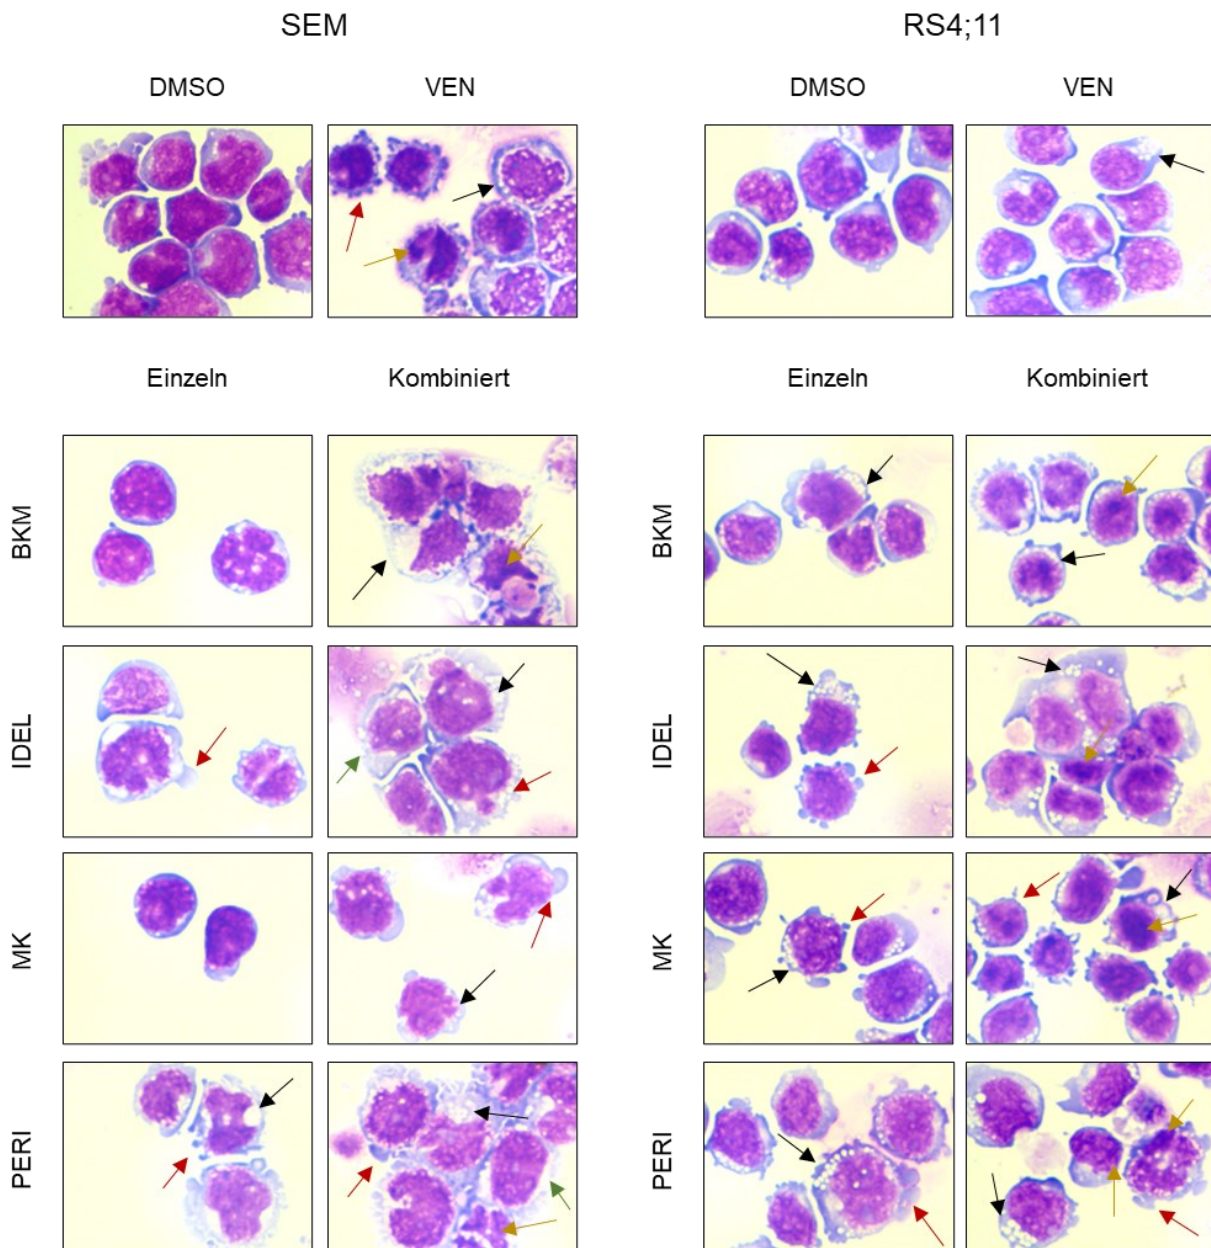 SEM RS4;11
DMSO VEN DMSO VEN
Einzeln Kombiniert Einzeln Kombiniert
BKM BKM
IDEL IDEL
MK MK
PERI PERI